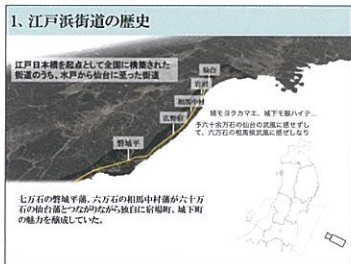 1、江戸浜街道の歴史
江戸日本橋を起点として全国に構築された
街道のうち、水戸から仙台に至った街道
仙台
岩沼
相馬中村
広野宿
磐城平
城モヨクカマエ、城下モ賑ハイテ…
予六十余万石の仙台の武風に感ぜずし
て、六万石の相馬候武風に感ぜしなり
七万石の磐城平藩、六万石の相馬中村藩が六十万
石の仙台藩とつながりながら独自に宿場町、城下町
の魅力を醸成していた。